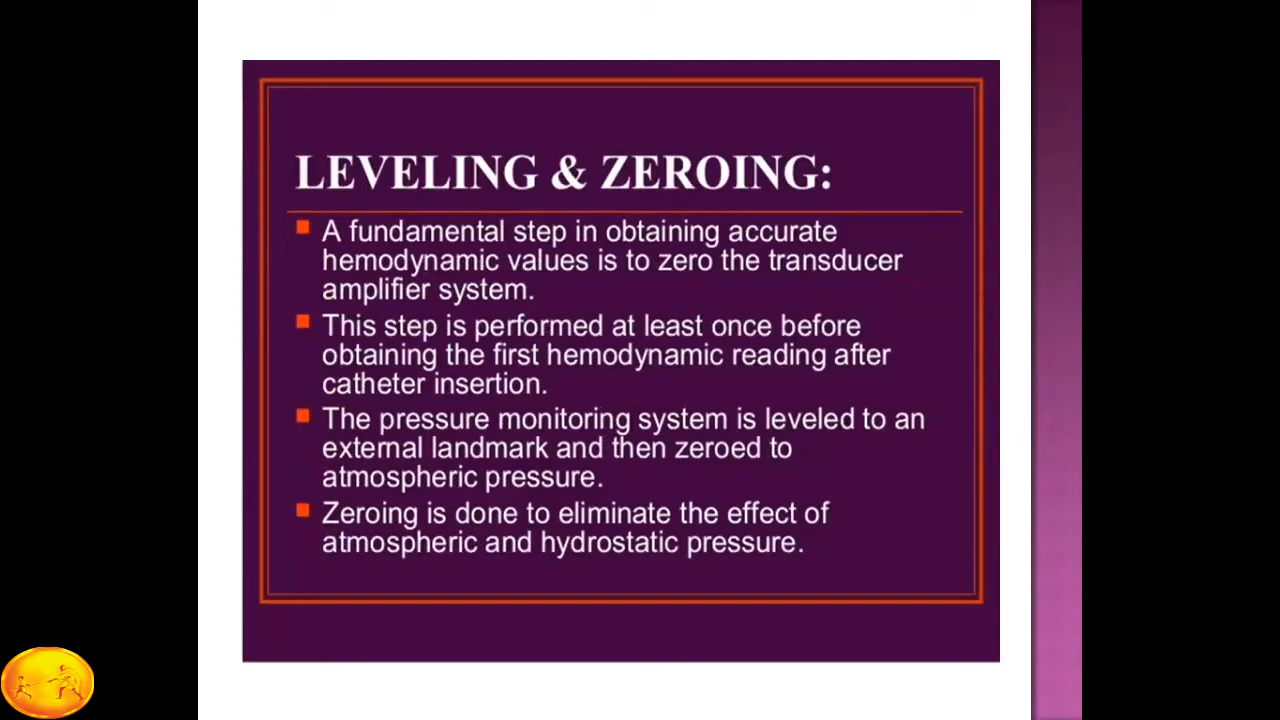 LEVELING & ZEROING:
A fundamental step in obtaining accurate
hemodynamic values is to zero the transducer
amplifier system.
This step is performed at least once before
obtaining the first hemodynamic reading after
catheter insertion.
The pressure monitoring system is leveled to an
external landmark and then zeroed to
atmospheric pressure.
Zeroing is done to eliminate the effect of
atmospheric and hydrostatic pressure.